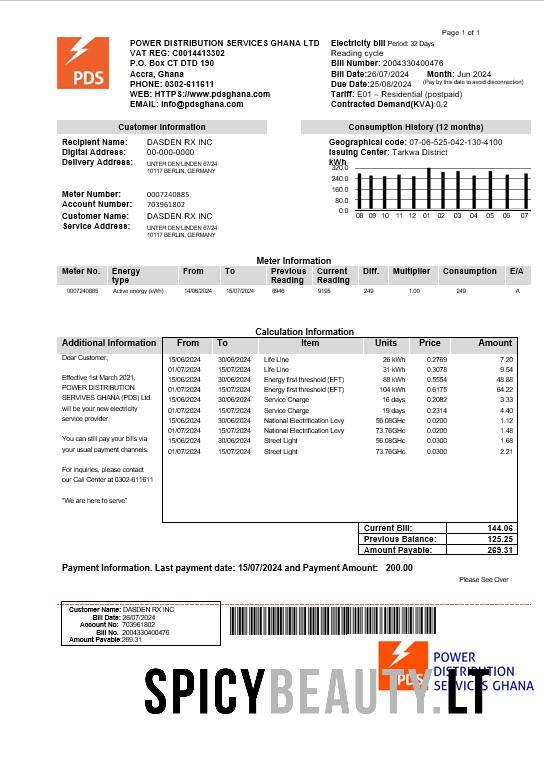 Page 1 of 1
PDS
POWER DISTRIBUTION SERVICES GHANA LTD
VAT REG: C0014413302
P.O. Box CT DTD 190
Accra, Ghana
PHONE: 0302-611611
WEB: HTTPS://www.pdsghana.com
EMAIL: Info@pdsghana.com
Electricity bill Period: 32 Days
Reading cycle
Bill Number: 2004330400476
Bill Date:26/07/2024 Month: Jun 2024
Due Date:25/08/2024 (Pay by this date to avoid disconnection)
Tariff: E01 – Residential (postpaid)
Contracted Demand(KVA):0.2
Customer Information
Recipient Name: DASDEN RX INC
Digital Address: 00-000-0000
Delivery Address: UNTER DEN LINDEN 67/24
10117 BERLIN, GERMANY
Meter Number: 0007240885
Account Number: 703961802
Customer Name: DASDEN RX INC
Service Address: UNTER DEN LINDEN 67/24
10117 BERLIN, GERMANY
Consumption History (12 months)
Geographical code: 07-06-525-042-130-4100
Issuing Center: Tarkwa District
kWh
320.0
240.0
160.0
80.0
0.0
08 09 10 11 12 01 02 03 04 05 06 07
Meter Information
Meter No. Energy type From To Previous Reading Current Reading Diff. Multiplier Consumption E/A
0007240885 Active energy (kWh) 14/06/2024 15/07/2024 8946 9195 249 1.00 249 A
Calculation Information
Additional Information From To Item Units Price Amount
Dear Customer,
Effective 1st March 2021,
POWER DISTRIBUTION
SERVIVES GHANA (PDS) Ltd.
will be your new electricity
service provider.
You can still pay your bills via
your usual payment channels.
For inquiries, please contact
our Call Center at 0302-611611
"We are here to serve"
15/06/2024 30/06/2024 Life Line 26 kWh 0.2769 7.20
01/07/2024 15/07/2024 Life Line 31 kWh 0.3078 9.54
15/06/2024 30/06/2024 Energy first threshold (EFT) 88 kWh 0.5554 48.88
01/07/2024 15/07/2024 Energy first threshold (EFT) 104 kWh 0.6175 64.22
15/06/2024 30/06/2024 Service Charge 16 days 0.2082 3.33
01/07/2024 15/07/2024 Service Charge 19 days 0.2314 4.40
15/06/2024 30/06/2024 National Electrification Levy 56.08GHc 0.0200 1.12
01/07/2024 15/07/2024 National Electrification Levy 73.76GHc 0.0200 1.48
15/06/2024 30/06/2024 Street Light 56.08GHc 0.0300 1.68
01/07/2024 15/07/2024 Street Light 73.76GHc 0.0300 2.21
Current Bill: 144.06
Previous Balance: 125.25
Amount Payable: 269.31
Payment Information. Last payment date: 15/07/2024 and Payment Amount: 200.00
Please See Over
Customer Name: DASDEN RX INC
Bill Date: 26/07/2024
Account No: 703961802
Bill No. 2004330400476
Amount Payable:269.31
PDS
POWER
DISTRIBUTION
SERVICES GHANA
SPICYBEAUTY.LT